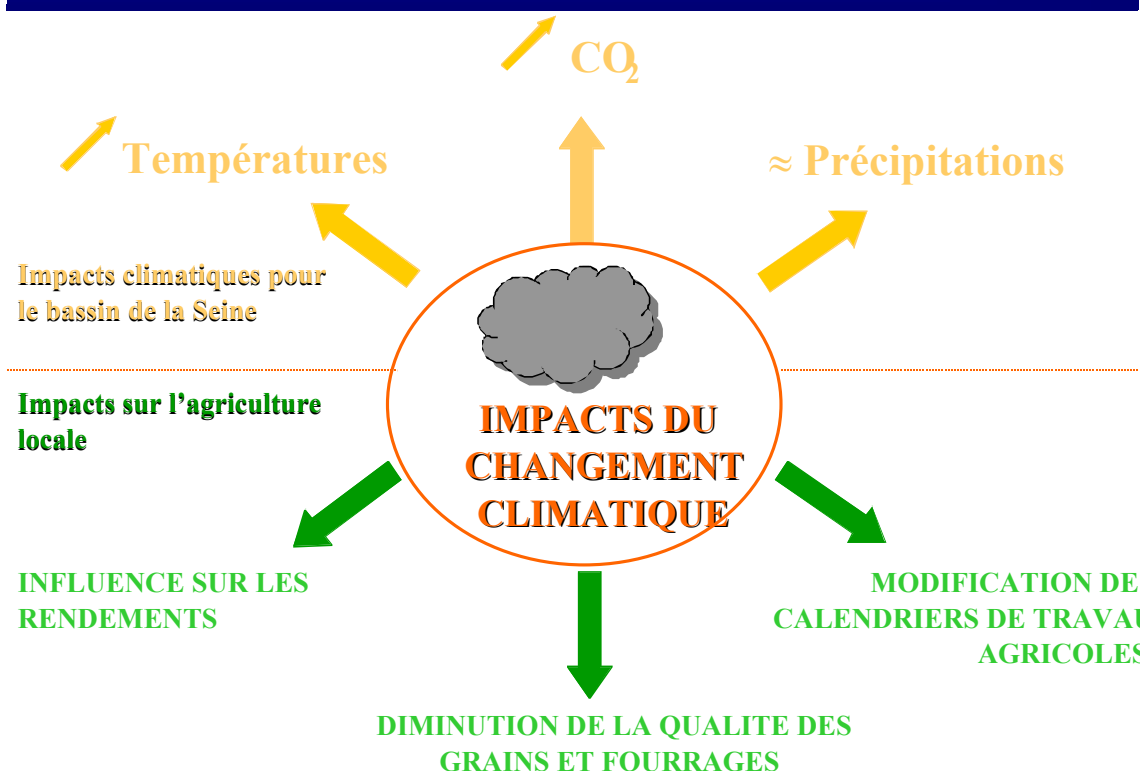 CO2
Températures
≈ Précipitations
Impacts climatiques pour
le bassin de la Seine
Impacts sur l’agriculture
locale
IMPACTS DU
CHANGEMENT
CLIMATIQUE
INFLUENCE SUR LES
RENDEMENTS
MODIFICATION DE
CALENDRIERS DE TRAVAU
AGRICOLES
DIMINUTION DE LA QUALITE DES
GRAINS ET FOURRAGES